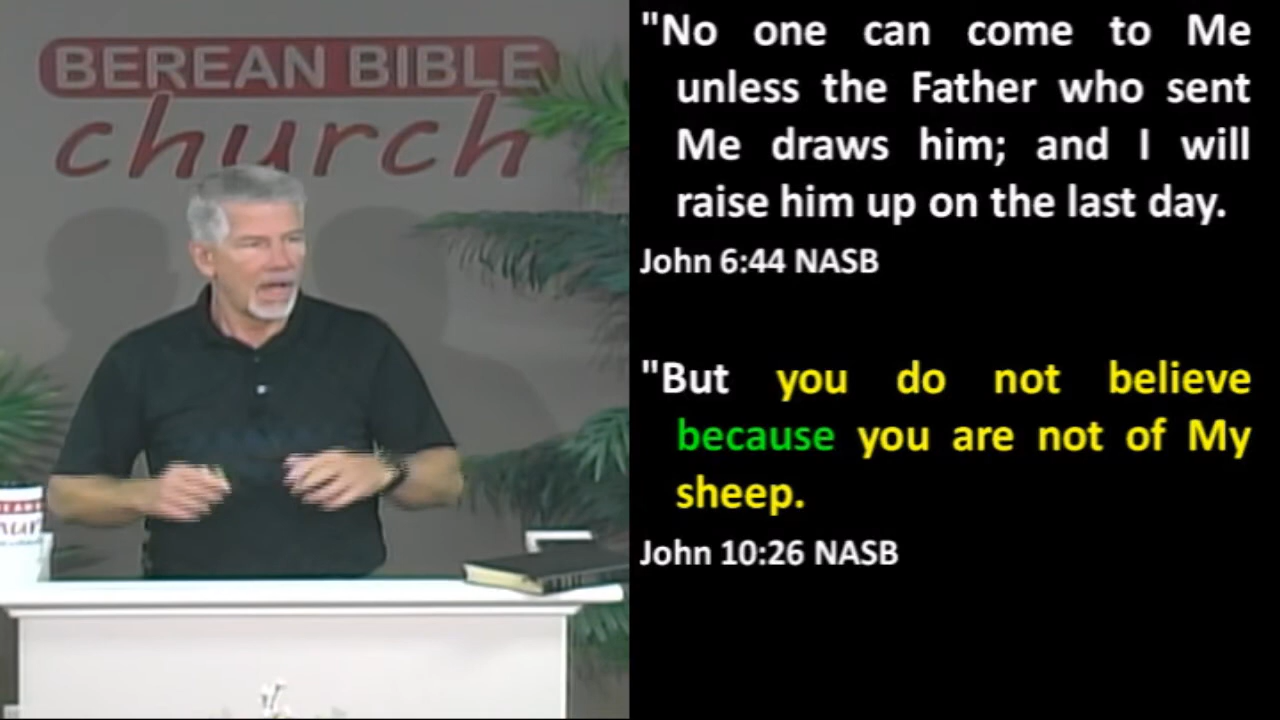 BEREAN BIBLE
church
"No one can come to Me
unless the Father who sent
Me draws him; and I will
raise him up on the last day.
John 6:44 NASB
"But you do not believe
because you are not of My
sheep.
John 10:26 NASB